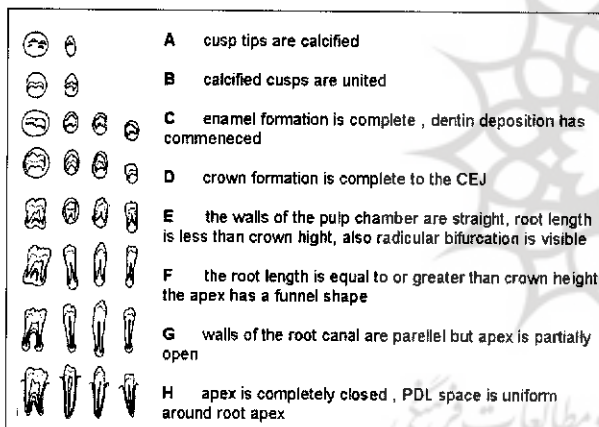 A cusp tips are calcified
B calcified cusps are united
C enamel formation is complete , dentin deposition has
commeneced
D crown formation is complete to the CEJ
E the walls of the pulp chamber are straight, root length
is less than crown hight, also radicular bifurcation is visible
F the root length is equal to or greater than crown height
the apex has a funnel shape
G walls of the root canal are parellel but apex is partially
open
H apex is completely closed , PDL space is uniform
around root apex